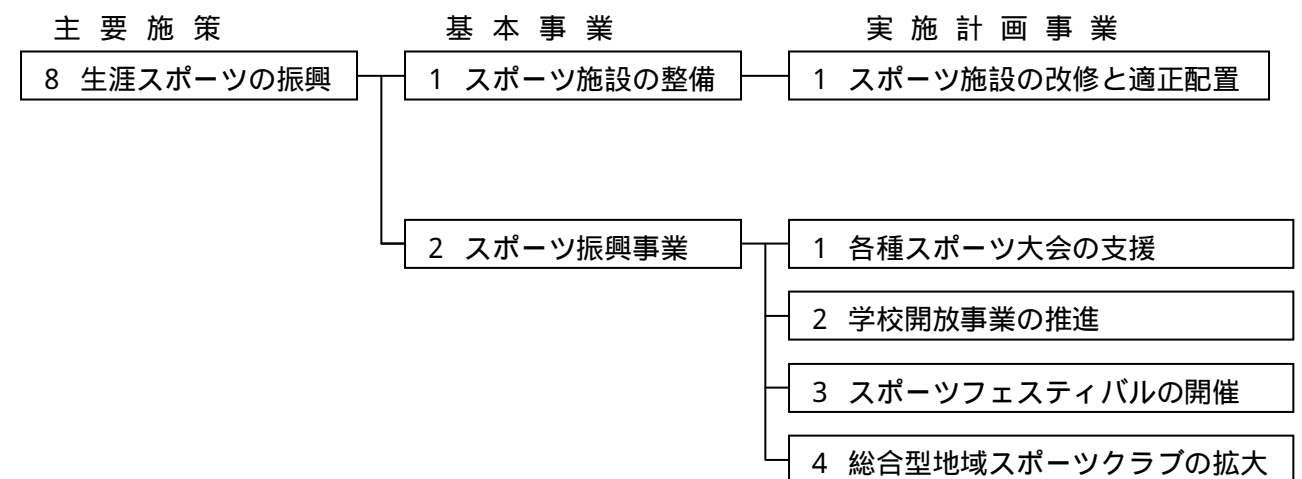 主要施策 基本事業 実施計画事業
8 生涯スポーツの振興 1 スポーツ施設の整備 1 スポーツ施設の改修と適正配置
2 スポーツ振興事業 1 各種スポーツ大会の支援
2 学校開放事業の推進
3 スポーツフェスティバルの開催
4 総合型地域スポーツクラブの拡大